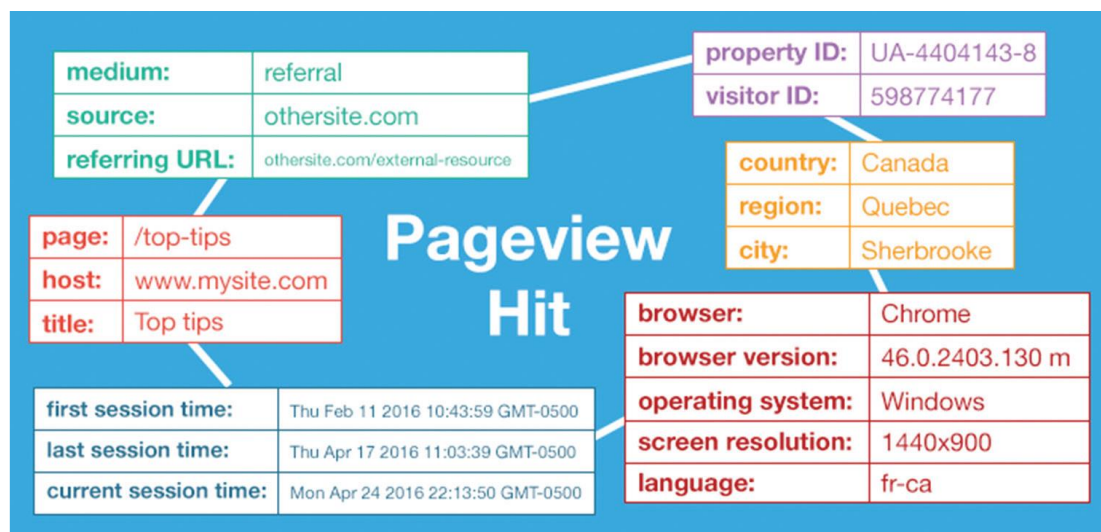 medium: referral
source: othersite.com
referring URL: othersite.com/external-resource
property ID: UA-4404143-8
visitor ID: 598774177
country: Canada
region: Quebec
city: Sherbrooke
page: /top-tips
host: www.mysite.com
title: Top tips
Pageview
Hit
browser: Chrome
browser version: 46.0.2403.130 m
operating system: Windows
screen resolution: 1440x900
language: fr-ca
first session time: Thu Feb 11 2016 10:43:59 GMT-0500
last session time: Thu Apr 17 2016 11:03:39 GMT-0500
current session time: Mon Apr 24 2016 22:13:50 GMT-0500